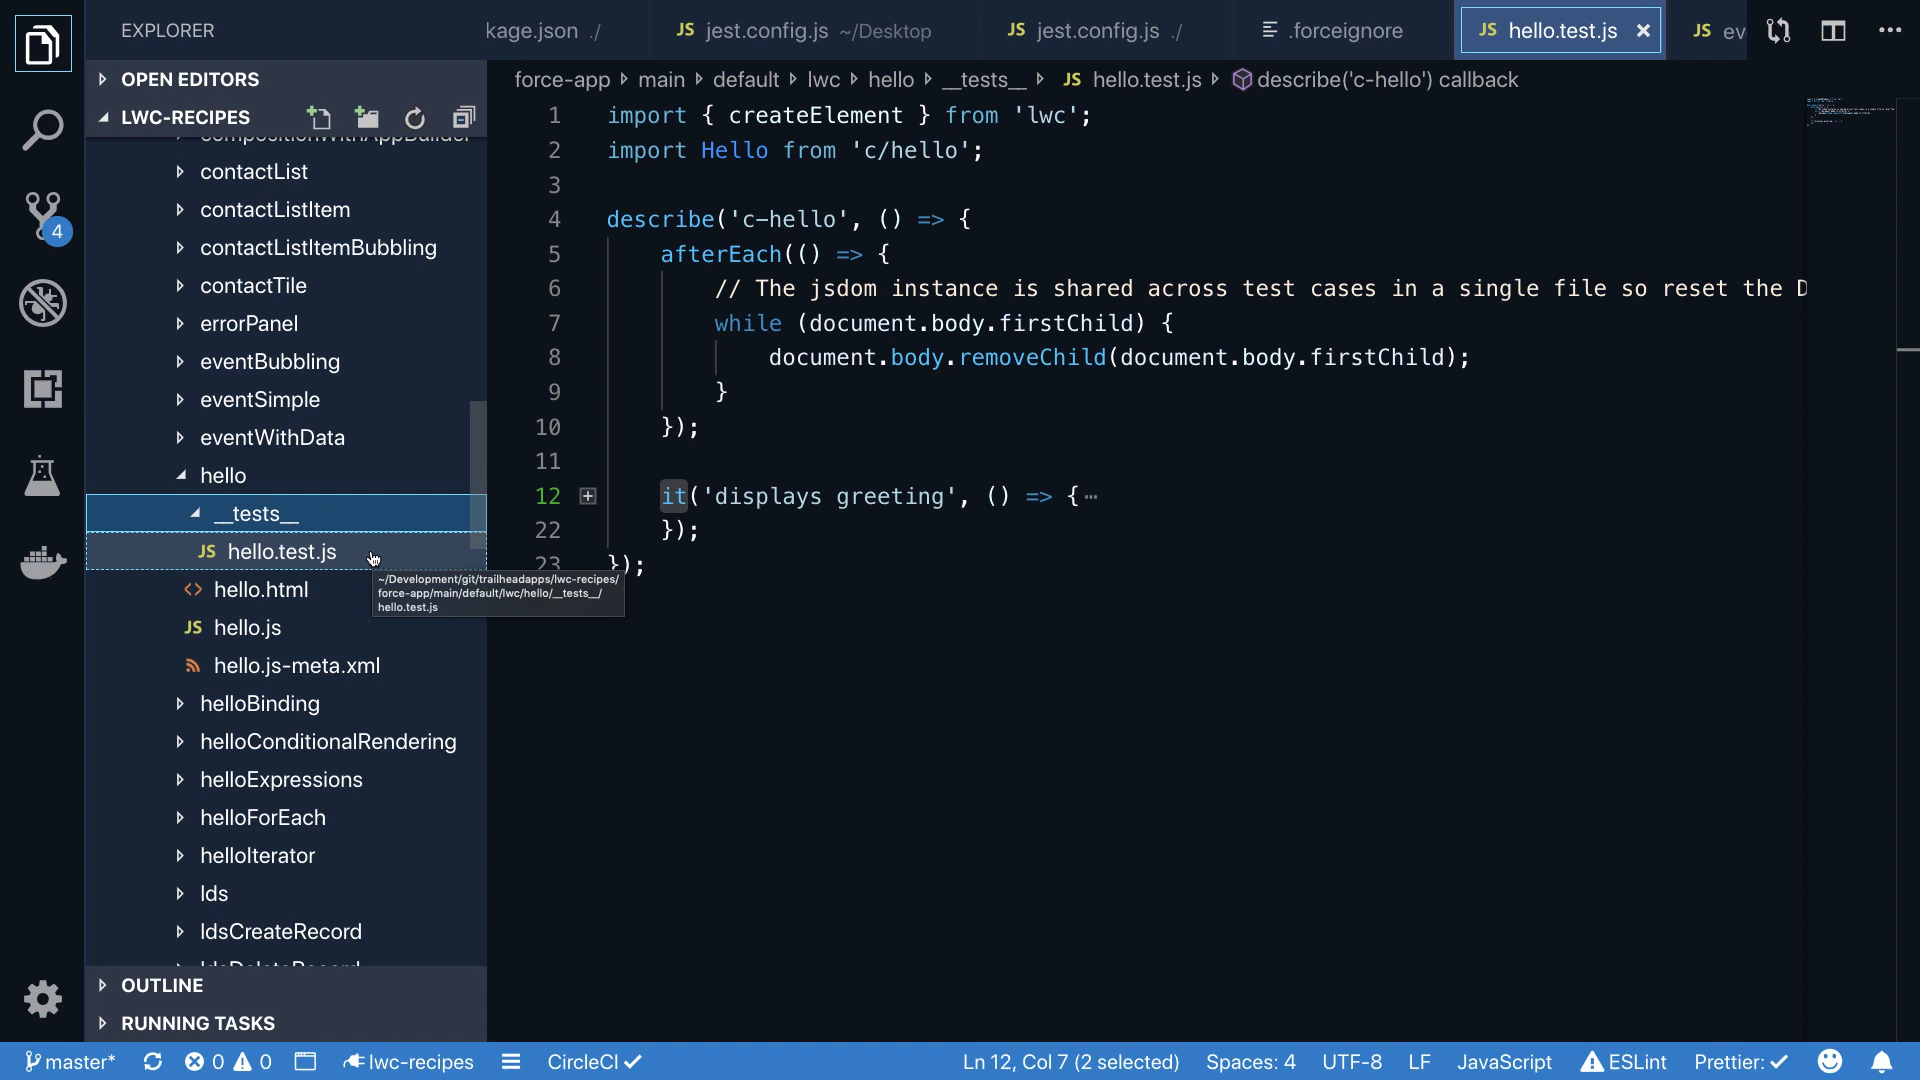 EXPLORER
kage.json ./
JS jest.config.js ~/Desktop
JS jest.config.js ./
.forceignore
JS hello.test.js
JS ev
OPEN EDITORS
LWC-RECIPES
compositionWithAppBuilder
contactList
contactListItem
contactListItemBubbling
contactTile
errorPanel
eventBubbling
eventSimple
eventWithData
hello
__tests__
JS hello.test.js
hello.html
JS hello.js
hello.js-meta.xml
helloBinding
helloConditionalRendering
helloExpressions
helloForEach
helloIterator
lds
ldsCreateRecord
ldsDeleteRecord
OUTLINE
RUNNING TASKS
4
force-app main default lwc hello __tests__ JS hello.test.js describe('c-hello') callback
1 import { createElement } from 'lwc';
2 import Hello from 'c/hello';
3
4 describe('c-hello', () => {
5 afterEach(() => {
6 // The jsdom instance is shared across test cases in a single file so reset the D
7 while (document.body.firstChild) {
8 document.body.removeChild(document.body.firstChild);
9 }
10 });
11
12 it('displays greeting', () => {⋯
22 });
23 });
~/Development/git/trailheadapps/lwc-recipes/
force-app/main/default/lwc/hello/__tests__/
hello.test.js
master* 0 0 lwc-recipes CircleCI ✓ Ln 12, Col 7 (2 selected) Spaces: 4 UTF-8 LF JavaScript ESLint Prettier: ✓